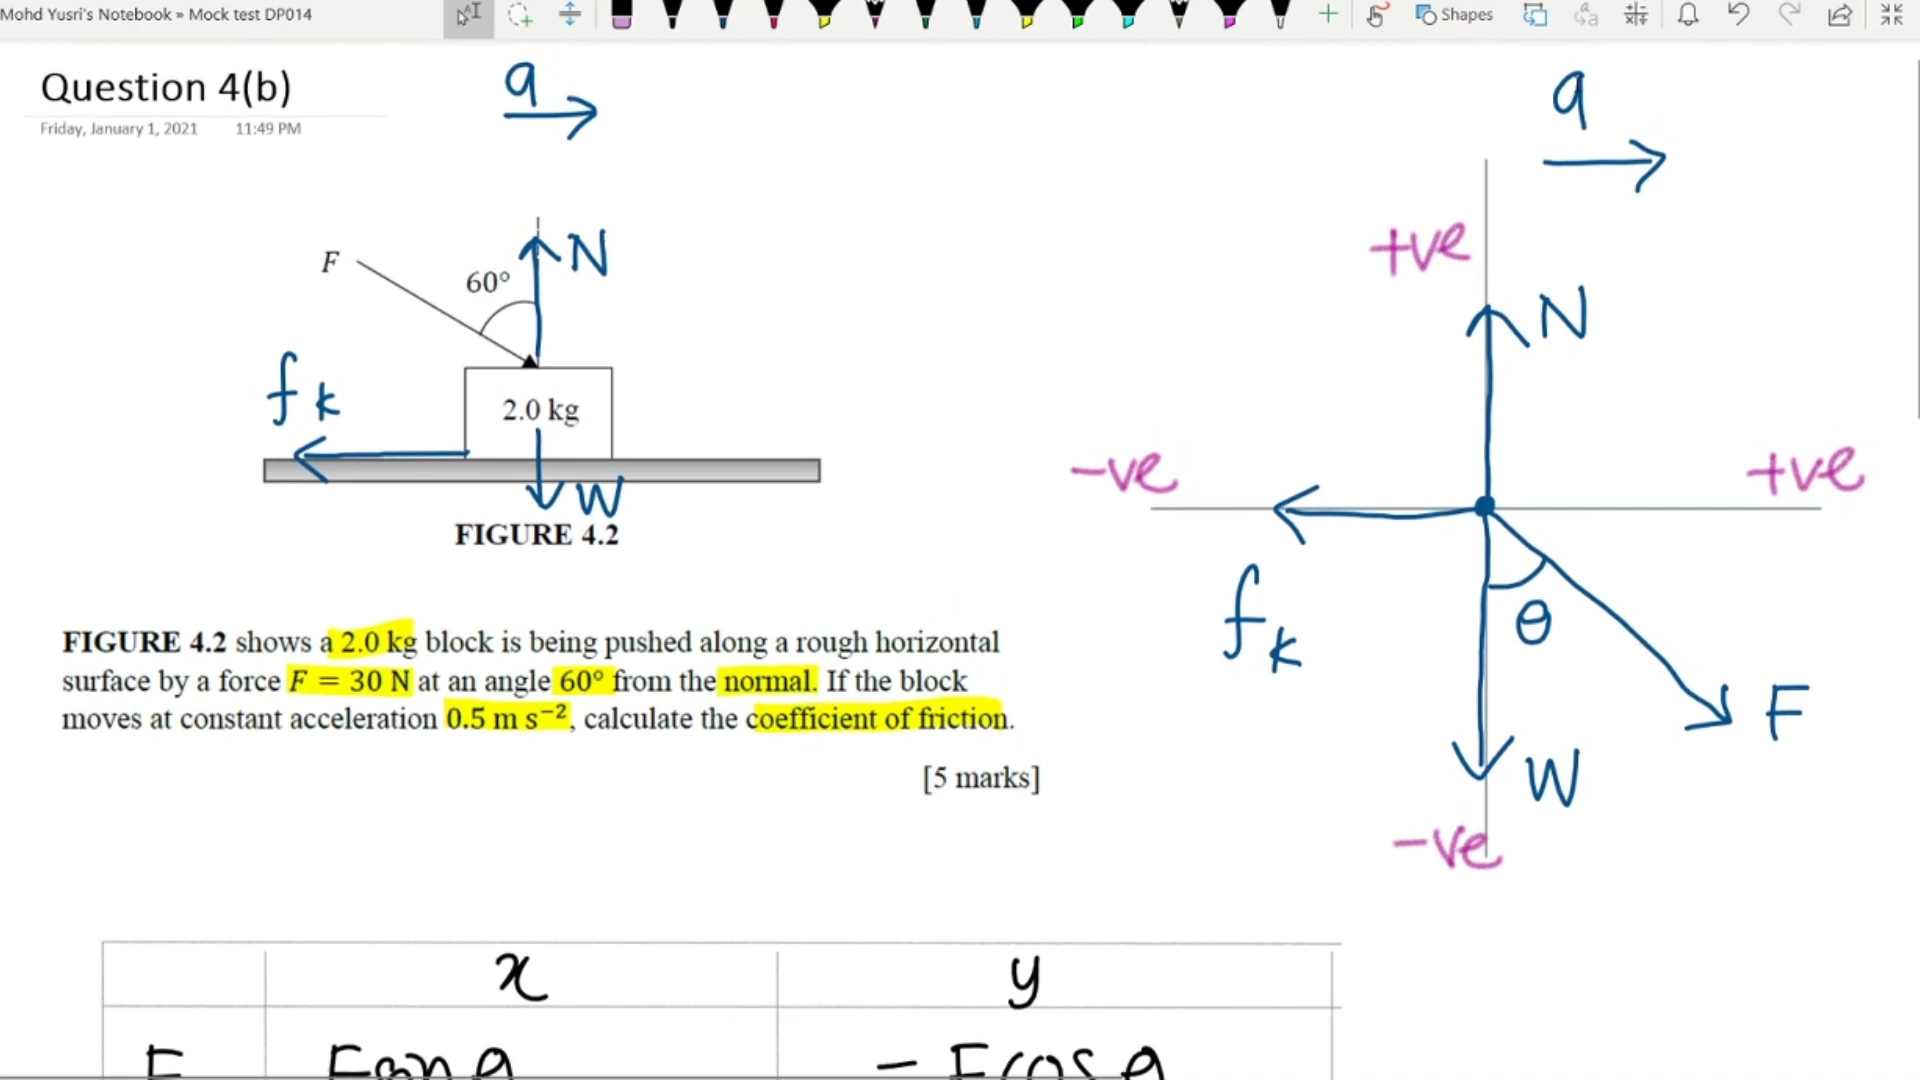 Mohd Yusri's Notebook » Mock test DP014
Shapes
Question 4(b)
Friday, January 1, 2021 11:49 PM
a
a
+ve
F
60°
N
N
fk
2.0 kg
-ve
+ve
W
FIGURE 4.2
fk
θ
FIGURE 4.2 shows a 2.0 kg block is being pushed along a rough horizontal
surface by a force F = 30 N at an angle 60° from the normal. If the block
moves at constant acceleration 0.5 m s⁻², calculate the coefficient of friction.
[5 marks]
F
W
-ve
x y
F